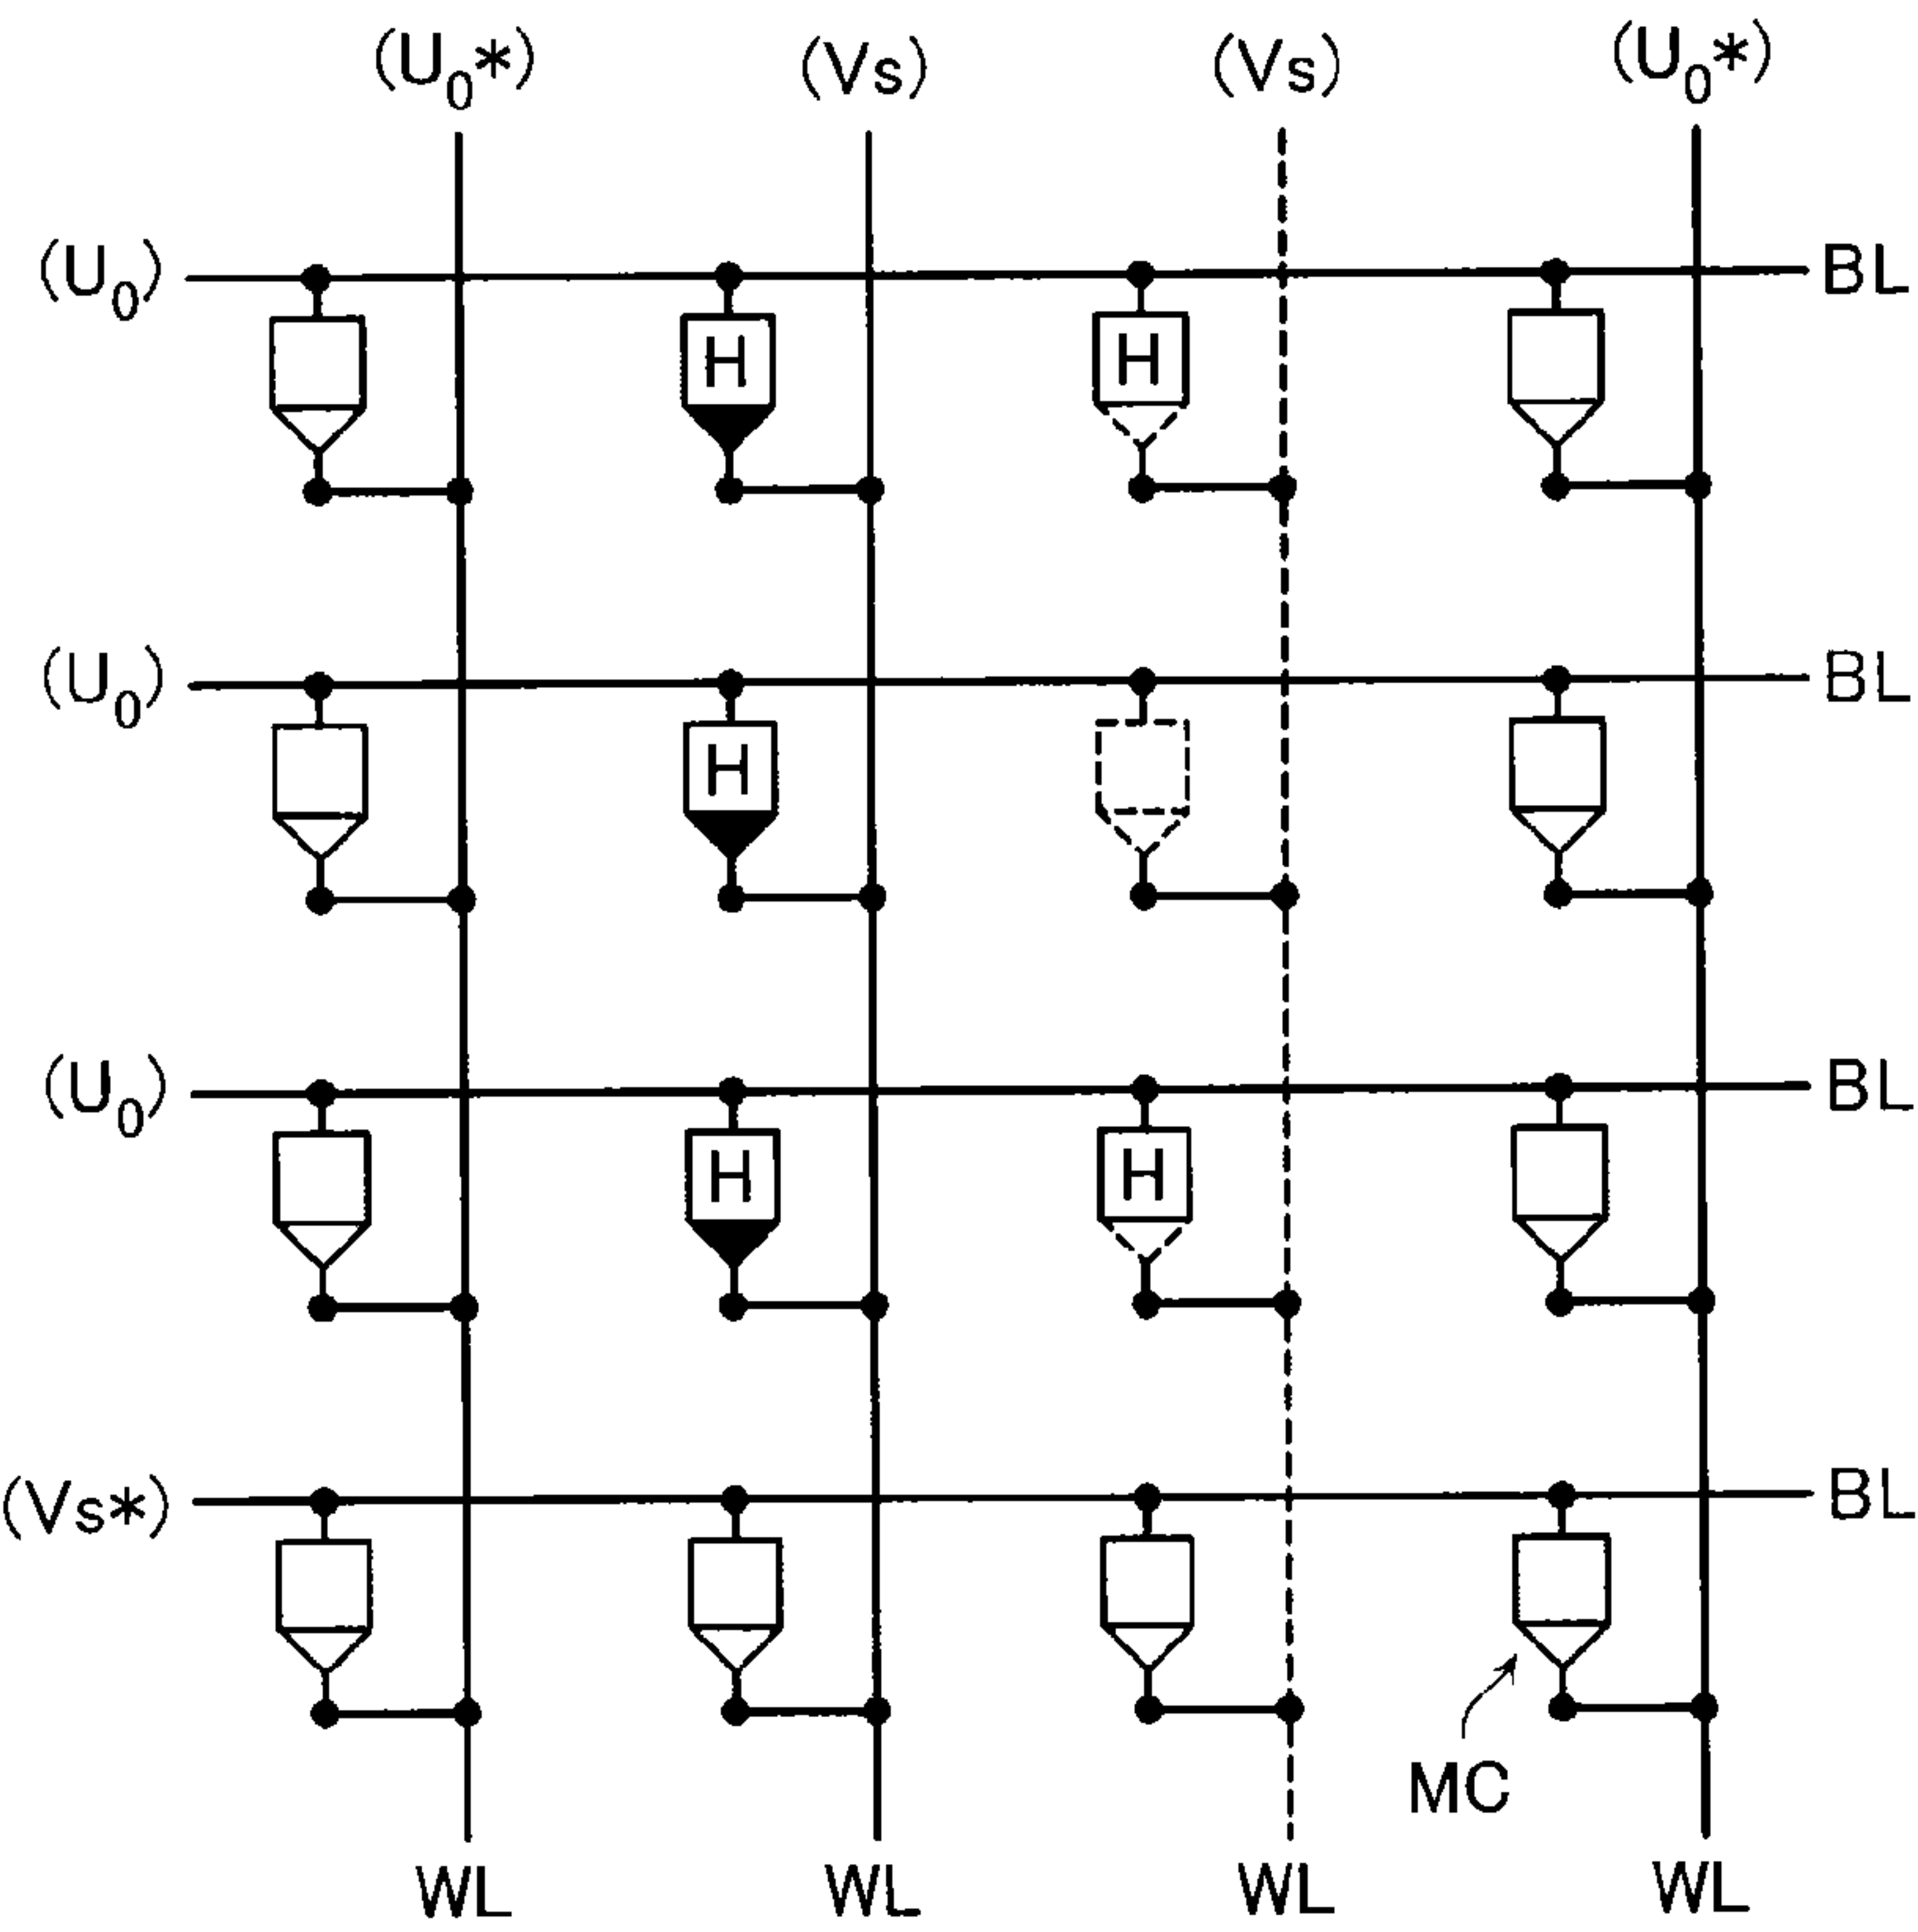 (U0*) (Vs) (Vs) (U0*)
(U0) BL
H H
(U0) BL
H
(U0) BL
H H
(Vs*) BL
MC
WL WL WL WL